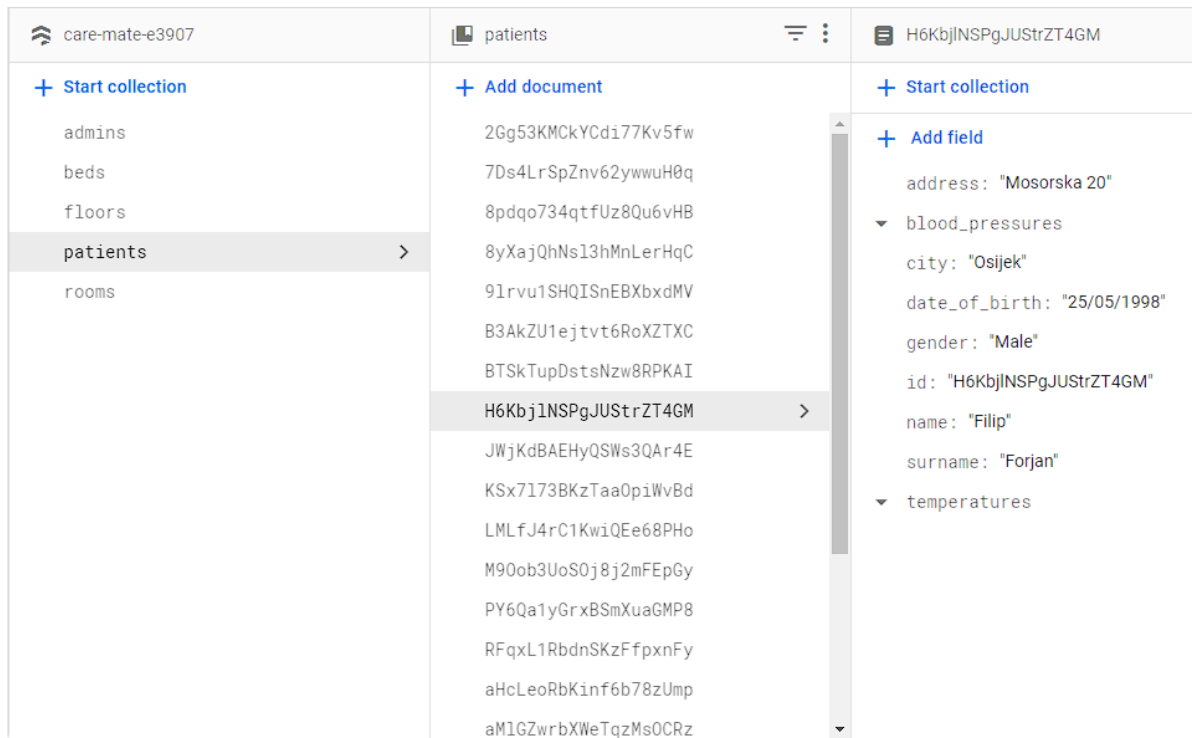 care-mate-e3907
Start collection
admins
beds
floors
patients
rooms
patients
Add document
2Gg53KMCkYCdi77Kv5fw
7Ds4LrSpZnv62ywwuH0q
8pdqo734qtfUz8Qu6vHB
8yXajQhNsl3hMnLerHqC
9lrvu1SHQISnEBXbxdMV
B3AkZU1ejtvt6RoXZTXC
BTSkTupDstsNzw8RPKAI
H6KbjlNSPgJUStrZT4GM
JWjKdBAEHyQSWs3QAr4E
KSx7l73BKzTaaOpiWvBd
LMLfJ4rC1KwiQEe68PHo
M9Oob3UoSOj8j2mFEpGy
PY6Qa1yGrxBSmXuaGMP8
RFqxL1RbdnSKzFfpxnFy
aHcLeoRbKinf6b78zUmp
aMlGZwrbXWeTqzMsOCRz
H6KbjlNSPgJUStrZT4GM
Start collection
Add field
address: "Mosorska 20"
blood_pressures
city: "Osijek"
date_of_birth: "25/05/1998"
gender: "Male"
id: "H6KbjlNSPgJUStrZT4GM"
name: "Filip"
surname: "Forjan"
temperatures